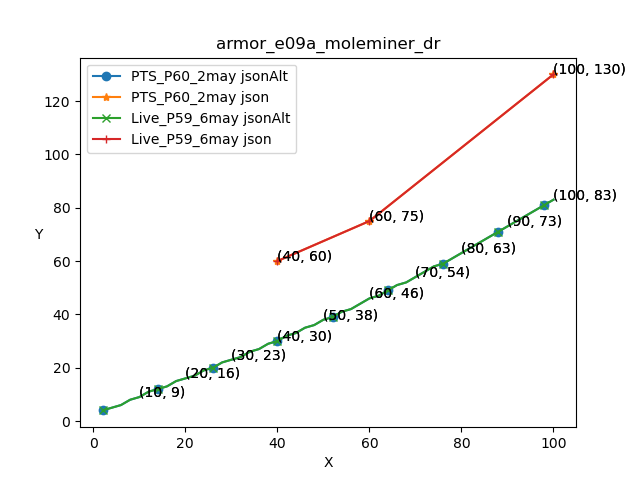 armor_e09a_moleminer_dr
PTS_P60_2may jsonAlt
PTS_P60_2may json
Live_P59_6may jsonAlt
Live_P59_6may json
(100, 130)
(60, 75)
(40, 60)
(100, 83)
(90, 73)
(80, 63)
(70, 54)
(60, 46)
(50, 38)
(40, 30)
(30, 23)
(20, 16)
(10, 9)
Y
120
100
80
60
40
20
0
0 20 40 60 80 100
X